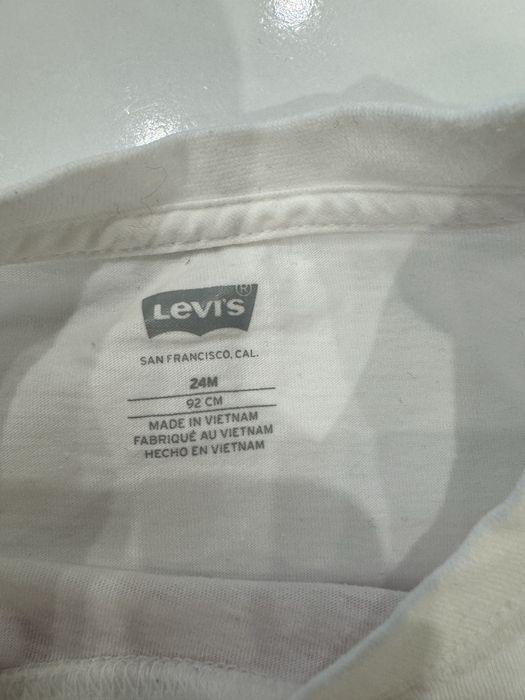 Levi's®
SAN FRANCISCO, CAL.
24M
92 CM
MADE IN VIETNAM
FABRIQUÉ AU VIETNAM
HECHO EN VIETNAM